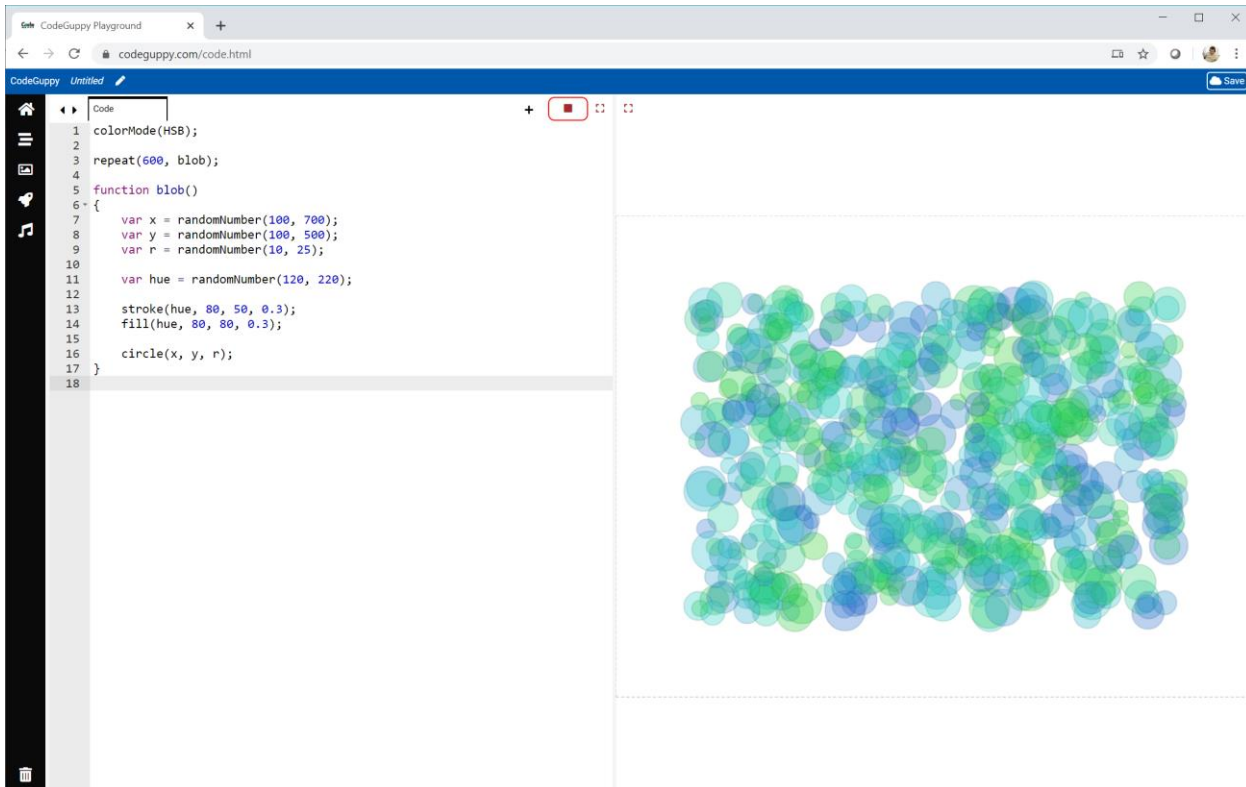 Code CodeGuppy Playground
codeguppy.com/code.html
CodeGuppy Untitled Save
Code
1 colorMode(HSB);
2
3 repeat(600, blob);
4
5 function blob()
6 {
7     var x = randomNumber(100, 700);
8     var y = randomNumber(100, 500);
9     var r = randomNumber(10, 25);
10
11     var hue = randomNumber(120, 220);
12
13     stroke(hue, 80, 50, 0.3);
14     fill(hue, 80, 80, 0.3);
15
16     circle(x, y, r);
17 }
18